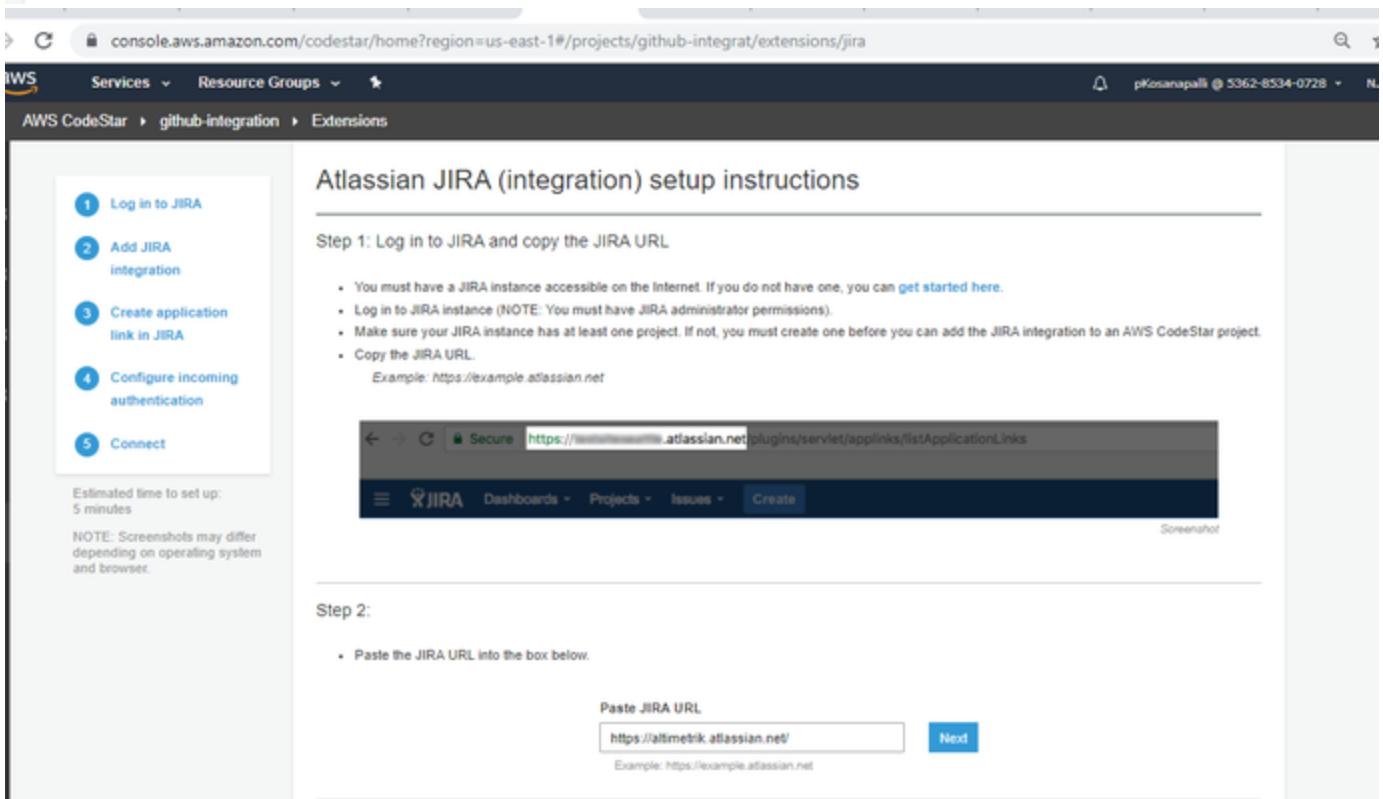 console.aws.amazon.com/codestar/home?region=us-east-1#/projects/github-integrat/extensions/jira
aws Services Resource Groups pKosanapalli @ 5362-8534-0728 N.
AWS CodeStar github-integration Extensions
1 Log in to JIRA
2 Add JIRA
integration
3 Create application
link in JIRA
4 Configure incoming
authentication
5 Connect
Estimated time to set up:
5 minutes
NOTE: Screenshots may differ
depending on operating system
and browser.
Atlassian JIRA (integration) setup instructions
Step 1: Log in to JIRA and copy the JIRA URL
• You must have a JIRA instance accessible on the Internet. If you do not have one, you can get started here.
• Log in to JIRA instance (NOTE: You must have JIRA administrator permissions).
• Make sure your JIRA instance has at least one project. If not, you must create one before you can add the JIRA integration to an AWS CodeStar project.
• Copy the JIRA URL.
Example: https://example.atlassian.net
Secure https:// .atlassian.net/plugins/servlet/applinks/listApplicationLinks
JIRA Dashboards Projects Issues Create
Screenshot
Step 2:
• Paste the JIRA URL into the box below.
Paste JIRA URL
https://altimetrik.atlassian.net/ Next
Example: https://example.atlassian.net